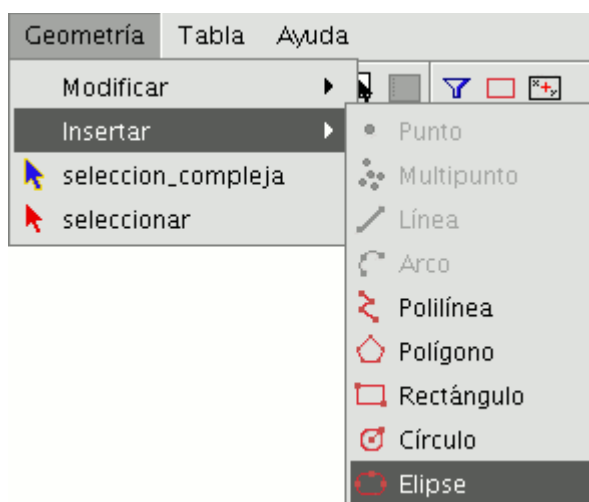 Geometría Tabla Ayuda
Modificar
Insertar
seleccion_compleja
seleccionar
Punto
Multipunto
Línea
Arco
Polilínea
Polígono
Rectángulo
Círculo
Elipse